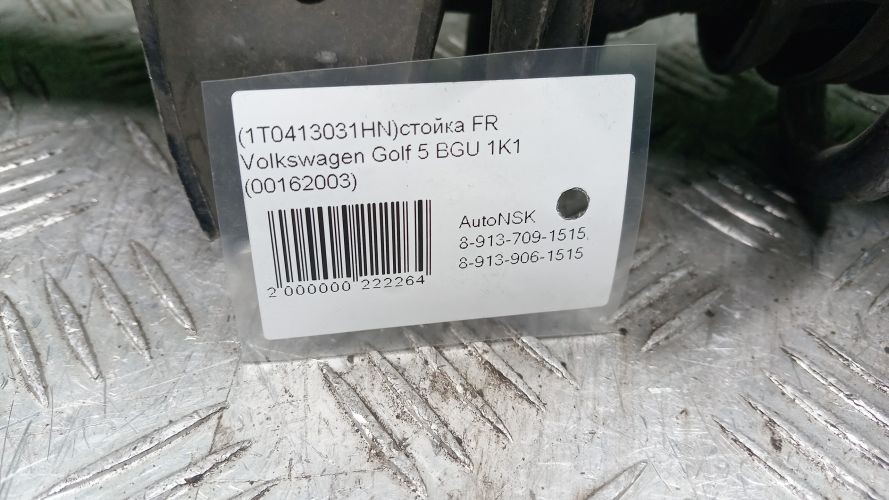 (1T0413031HN)стойка FR
Volkswagen Golf 5 BGU 1K1
(00162003)
AutoNSK
8-913-709-1515,
8-913-906-1515
2 000000 222264